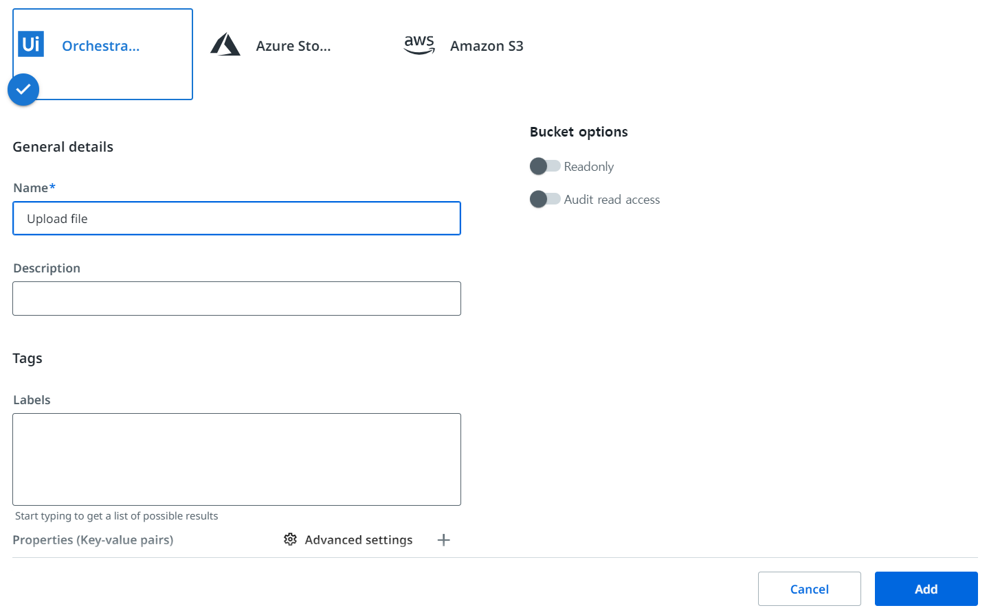 Ui Orchestra... Azure Sto... aws Amazon S3
General details
Name*
Upload file
Description
Tags
Labels
Start typing to get a list of possible results
Properties (Key-value pairs) Advanced settings +
Bucket options
Readonly
Audit read access
Cancel Add